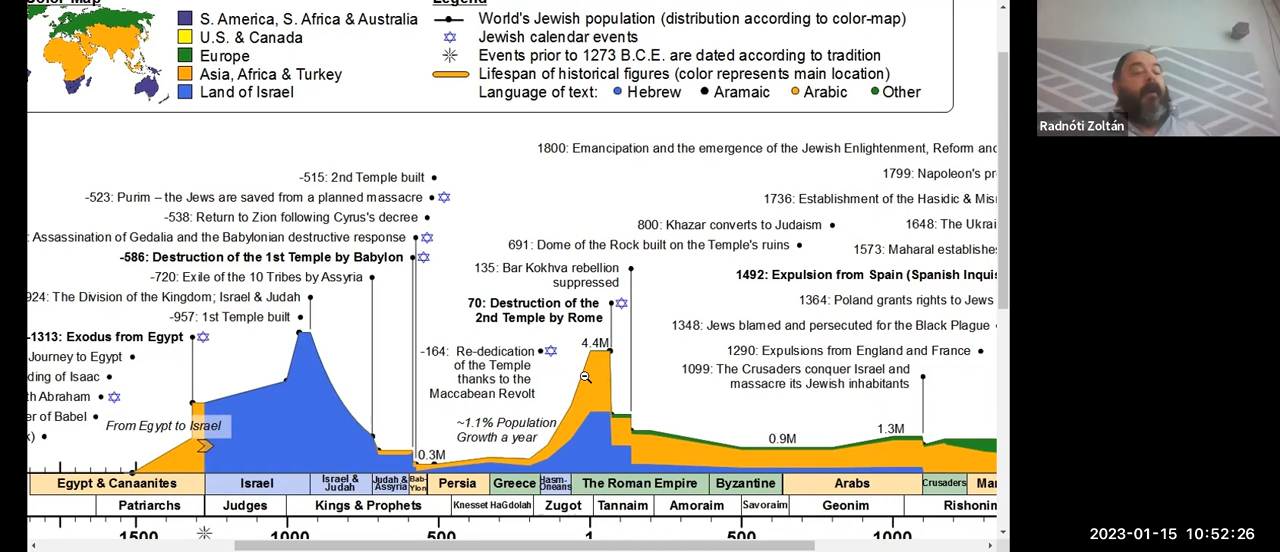 S. America, S. Africa & Australia
U.S. & Canada
Europe
Asia, Africa & Turkey
Land of Israel
World's Jewish population (distribution according to color-map)
Jewish calendar events
Events prior to 1273 B.C.E. are dated according to tradition
Lifespan of historical figures (color represents main location)
Language of text: Hebrew Aramaic Arabic Other
Radnóti Zoltán
1800: Emancipation and the emergence of the Jewish Enlightenment, Reform and
1799: Napoleon's pr
1736: Establishment of the Hasidic & Mis
1648: The Ukrai
1573: Maharal establishe
1492: Expulsion from Spain (Spanish Inquis
1364: Poland grants rights to Jews
1348: Jews blamed and persecuted for the Black Plague
1290: Expulsions from England and France
1099: The Crusaders conquer Israel and
massacre its Jewish inhabitants
800: Khazar converts to Judaism
691: Dome of the Rock built on the Temple's ruins
135: Bar Kokhva rebellion
suppressed
70: Destruction of the
2nd Temple by Rome
-164: Re-dedication
of the Temple
thanks to the
Maccabean Revolt
~1.1% Population
Growth a year
-515: 2nd Temple built
-523: Purim – the Jews are saved from a planned massacre
-538: Return to Zion following Cyrus's decree
: Assassination of Gedalia and the Babylonian destructive response
-586: Destruction of the 1st Temple by Babylon
-720: Exile of the 10 Tribes by Assyria
924: The Division of the Kingdom; Israel & Judah
-957: 1st Temple built
-1313: Exodus from Egypt
Journey to Egypt
ding of Isaac
th Abraham
er of Babel
k)
From Egypt to Israel
4.4M
0.3M
0.9M
1.3M
Egypt & Canaanites Israel Israel & Judah Judah & Assyria Bab-Ylon Persia Greece Hasm-Oneans The Roman Empire Byzantine Arabs Crusaders Mar
Patriarchs Judges Kings & Prophets Knesset HaGdolah Zugot Tannaim Amoraim Savoraim Geonim Rishonin
1500 1000 500 1 500 1000
2023-01-15 10:52:26